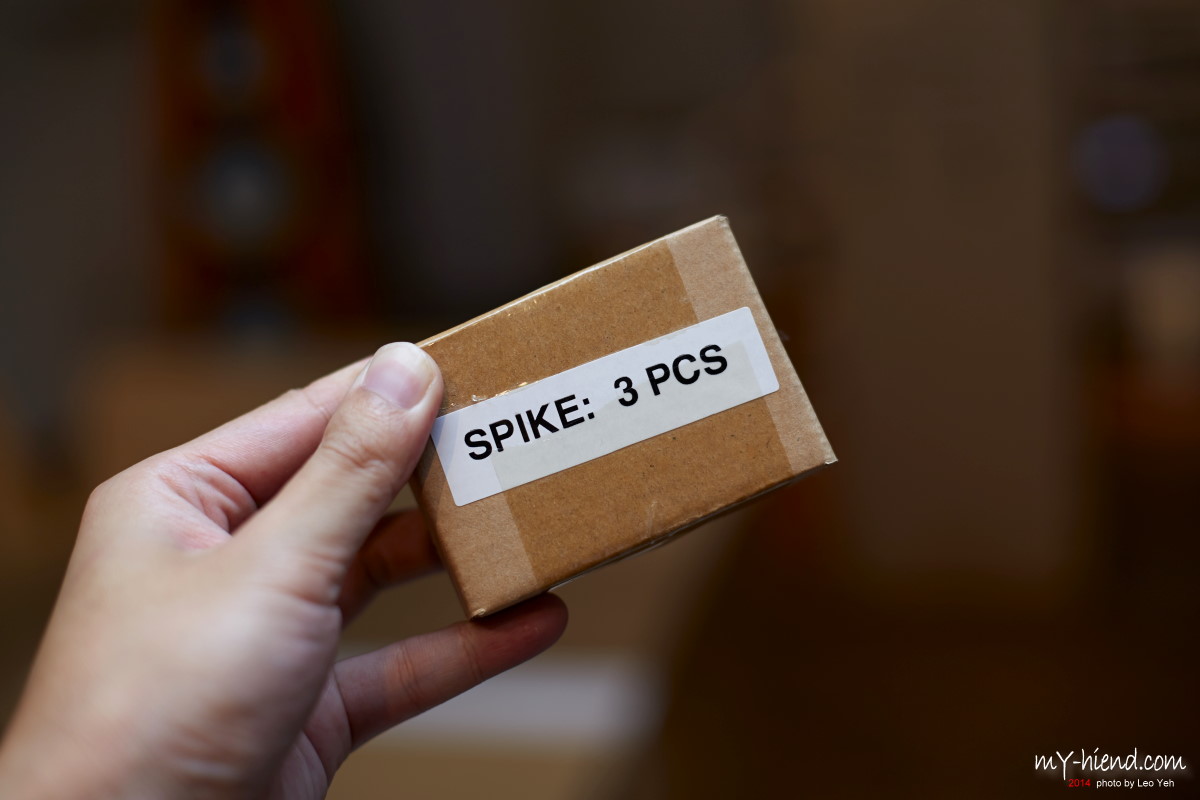 SPIKE: 3 PCS
mY-hiend.com
2014 photo by Leo Yeh